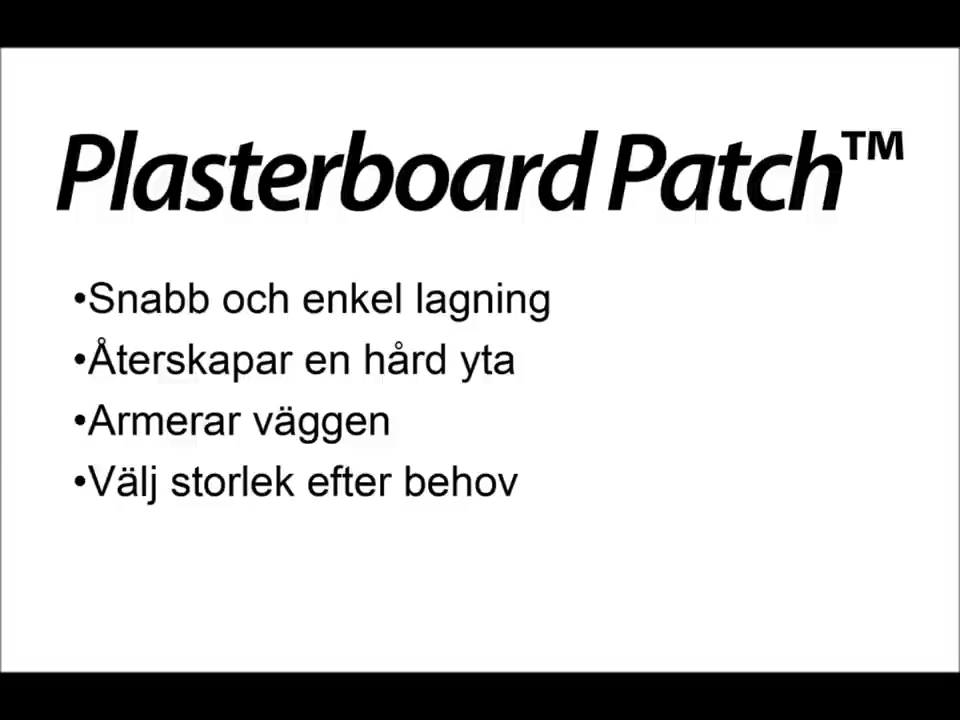 Plasterboard Patch™
•Snabb och enkel lagning
•Återskapar en hård yta
•Armerar väggen
•Välj storlek efter behov